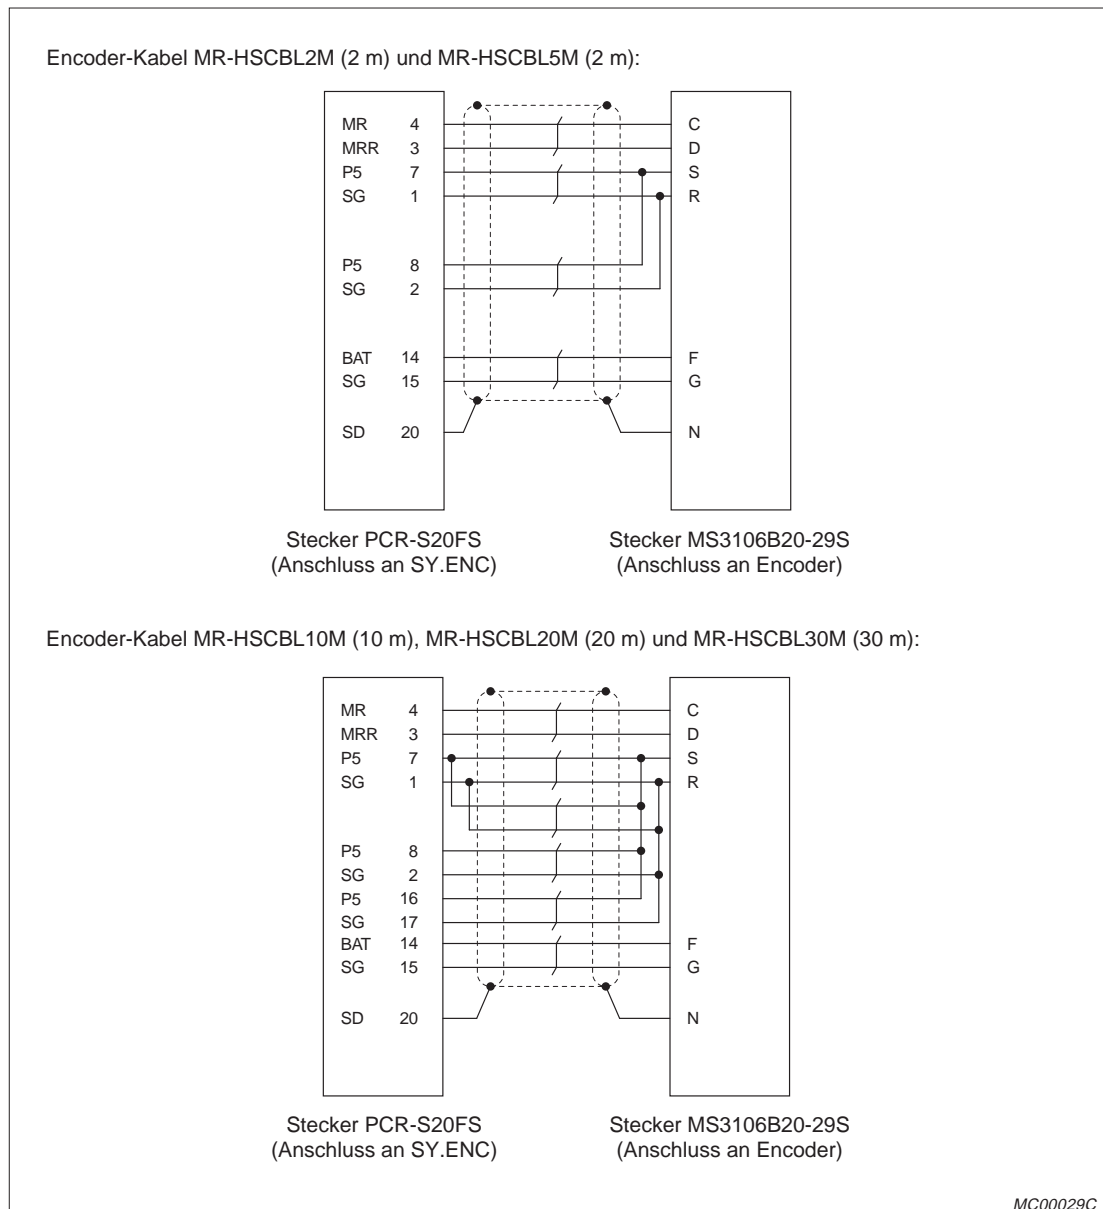 Encoder-Kabel MR-HSCBL2M (2 m) und MR-HSCBL5M (2 m):
MR 4 C
MRR 3 D
P5 7 S
SG 1 R
P5 8
SG 2
BAT 14 F
SG 15 G
SD 20 N
Stecker PCR-S20FS
(Anschluss an SY.ENC)
Stecker MS3106B20-29S
(Anschluss an Encoder)
Encoder-Kabel MR-HSCBL10M (10 m), MR-HSCBL20M (20 m) und MR-HSCBL30M (30 m):
MR 4 C
MRR 3 D
P5 7 S
SG 1 R
P5 8
SG 2
P5 16
SG 17
BAT 14 F
SG 15 G
SD 20 N
Stecker PCR-S20FS
(Anschluss an SY.ENC)
Stecker MS3106B20-29S
(Anschluss an Encoder)
MC00029C